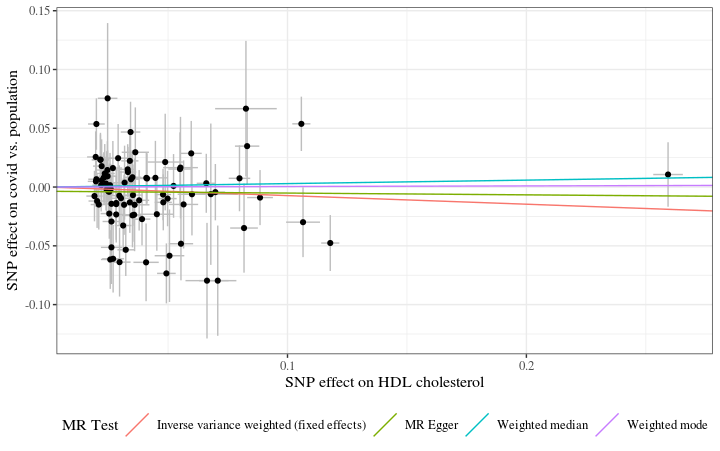 0.15
0.10
0.05
0.00
-0.05
-0.10
SNP effect on covid vs. population
0.1
0.2
SNP effect on HDL cholesterol
MR Test
Inverse variance weighted (fixed effects)
MR Egger
Weighted median
Weighted mode